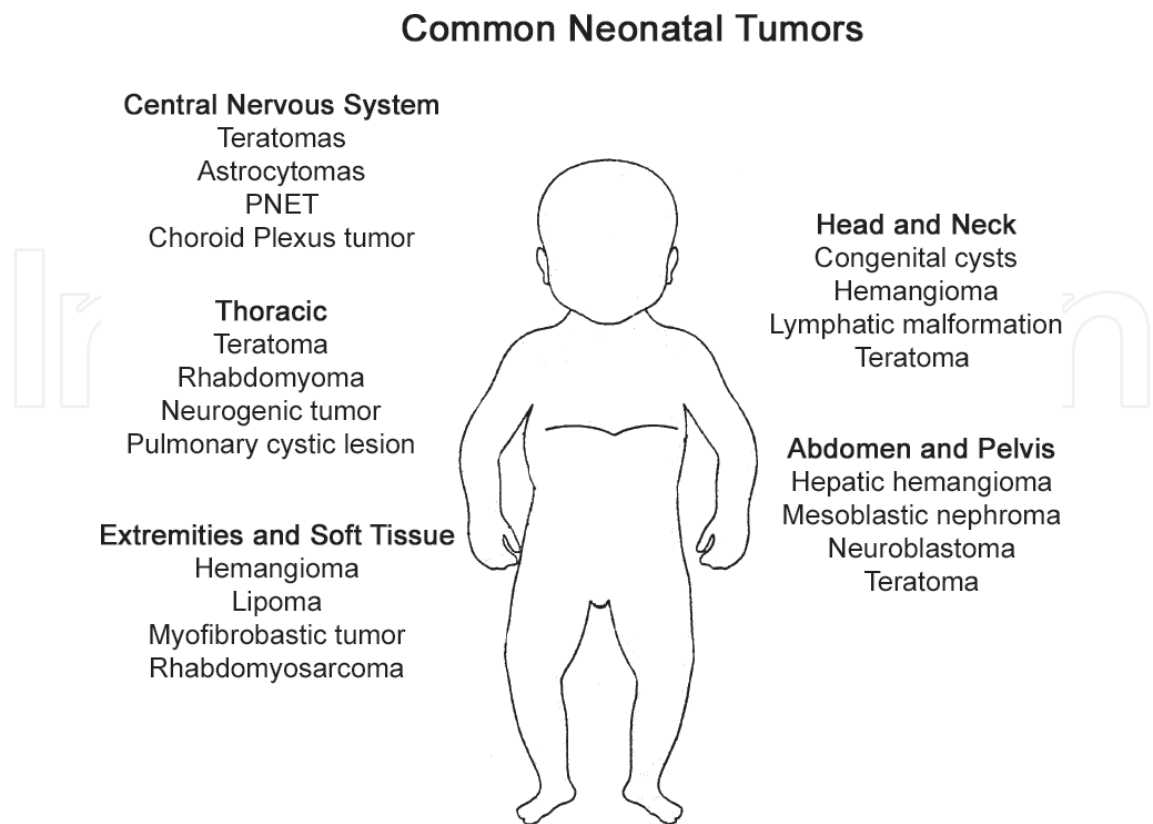 Common Neonatal Tumors
Central Nervous System
Teratomas
Astrocytomas
PNET
Choroid Plexus tumor
Thoracic
Teratoma
Rhabdomyoma
Neurogenic tumor
Pulmonary cystic lesion
Extremities and Soft Tissue
Hemangioma
Lipoma
Myofibrobastic tumor
Rhabdomyosarcoma
Head and Neck
Congenital cysts
Hemangioma
Lymphatic malformation
Teratoma
Abdomen and Pelvis
Hepatic hemangioma
Mesoblastic nephroma
Neuroblastoma
Teratoma